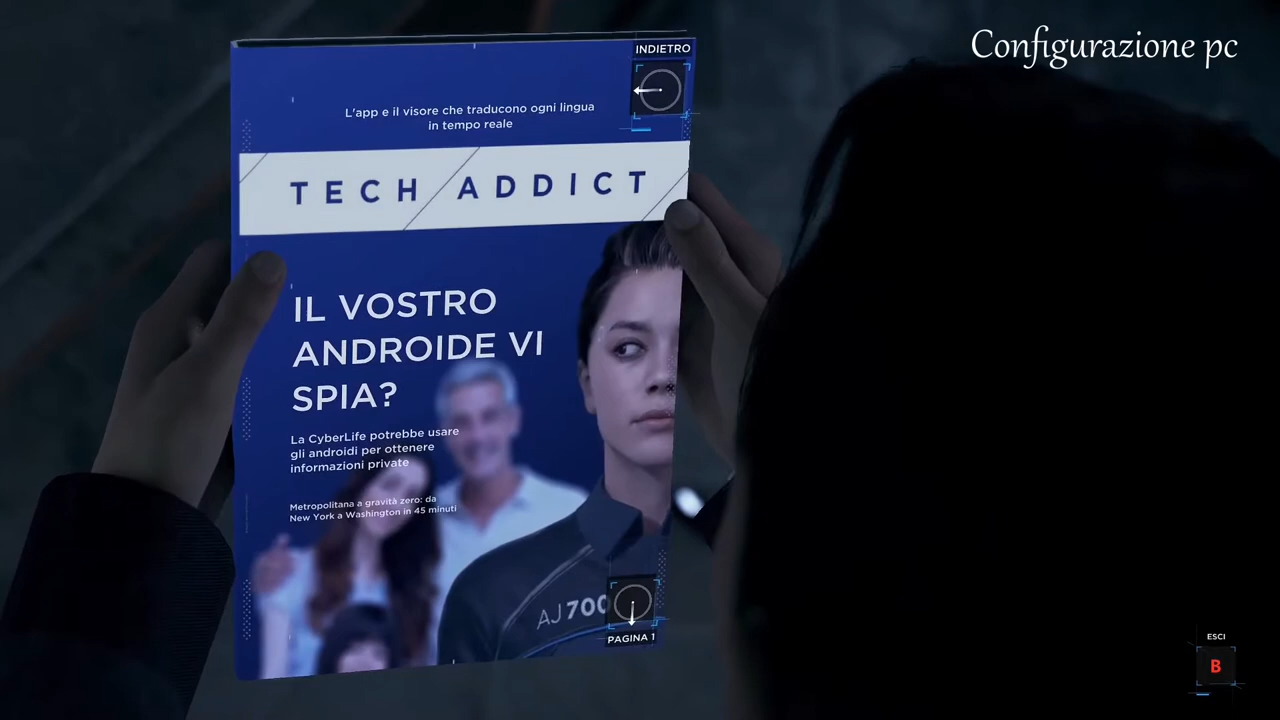 Configurazione pc
INDIETRO
L'app e il visore che traducono ogni lingua
in tempo reale
TECH ADDICT
IL VOSTRO
ANDROIDE VI
SPIA?
La CyberLife potrebbe usare
gli androidi per ottenere
informazioni private
Metropolitana a gravità zero: da
New York a Washington in 45 minuti
AJ700
PAGINA 1
ESCI
B